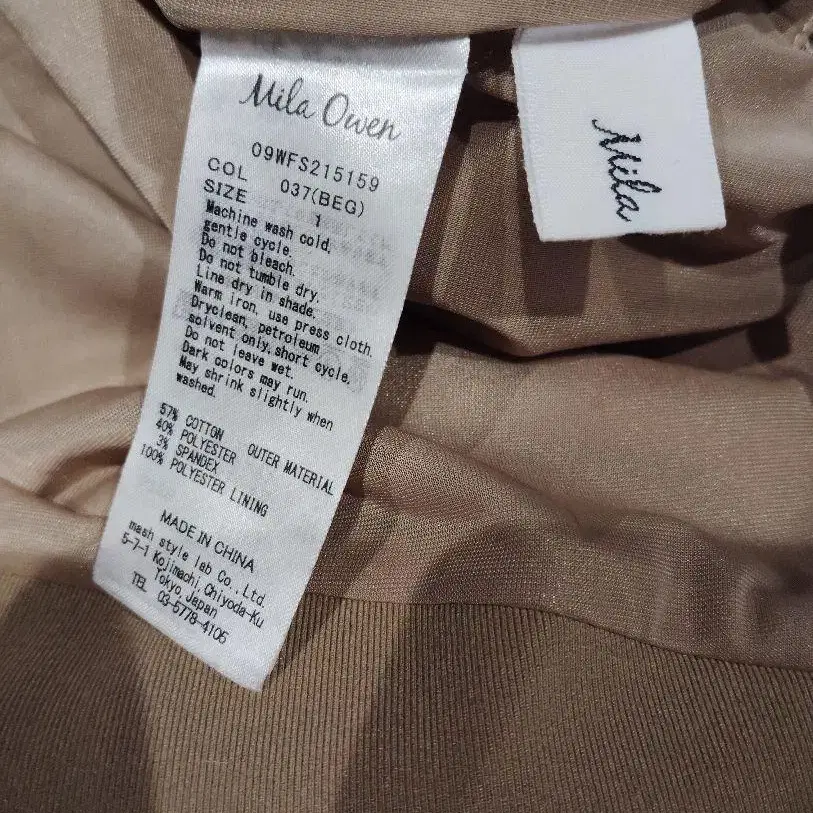 Mila Owen
09WFS215159
COL 037(BEG)
SIZE 1
Machine wash cold,
gentle cycle.
Do not bleach.
Do not tumble dry.
Line dry in shade.
Warm iron, use press cloth.
Dryclean, petroleum
solvent only,short cycle,
Do not leave wet.
Dark colors may run.
May shrink slightly when
washed.
57% COTTON
40% POLYESTER OUTER MATERIAL
3% SPANDEX
100% POLYESTER LINING
MADE IN CHINA
mash style lab Co.,Ltd.
5-7-1 Kojimachi,Chiyoda-Ku
Tokyo,Japan
TEL 03-5778-4105
Mila